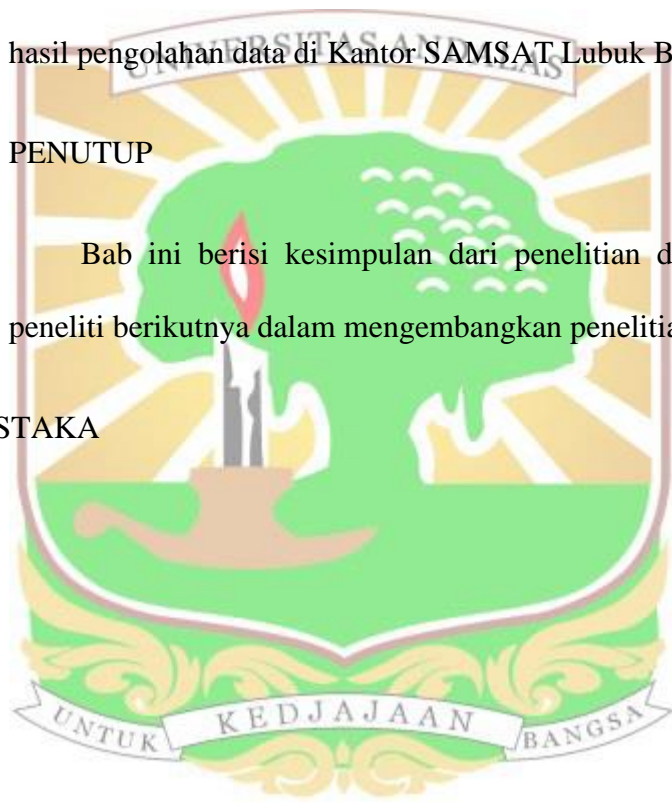 hasil pengolahan data di Kantor SAMSAT Lubuk B
UNIVERSITAS ANDALAS
PENUTUP
Bab ini berisi kesimpulan dari penelitian d
peneliti berikutnya dalam mengembangkan penelitia
STAKA
UNTUK KEDJAJAAN BANGSA